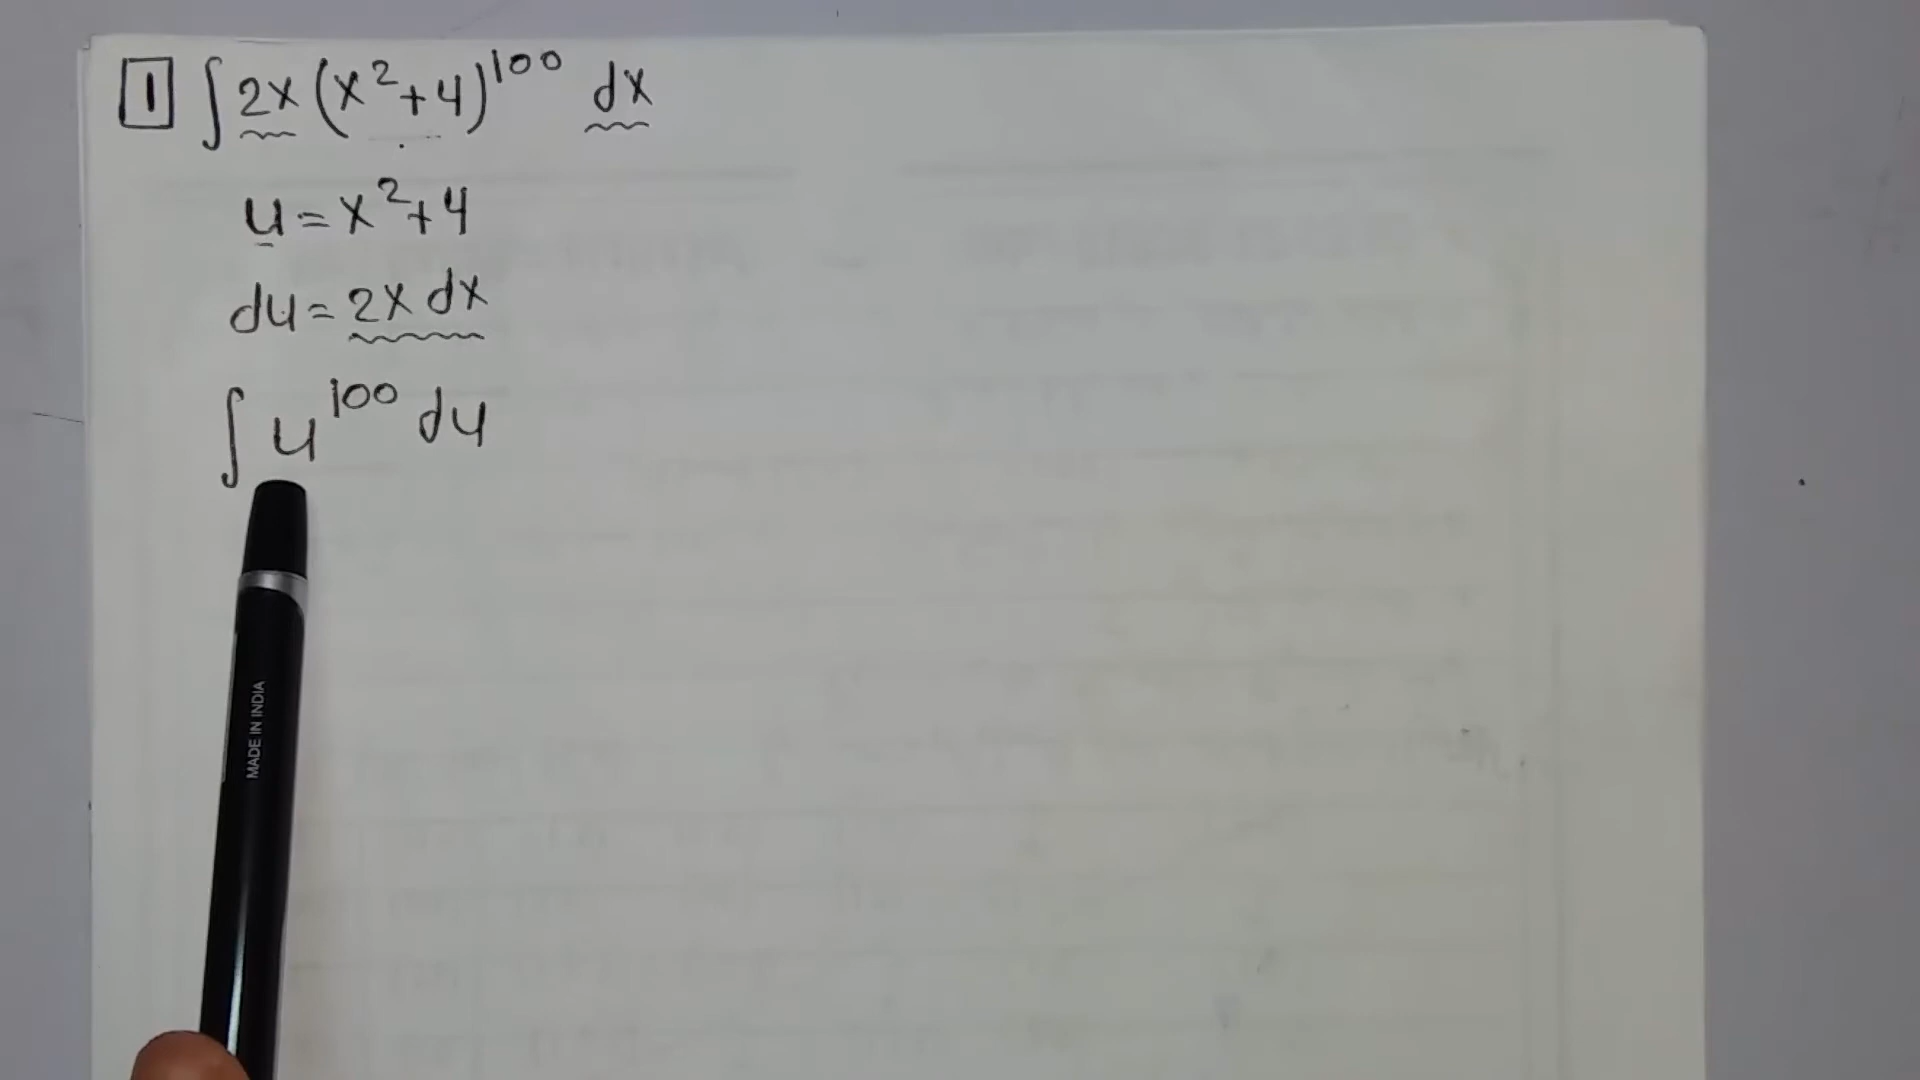 1 ∫ 2x (x²+4)¹⁰⁰ dx
u = x²+4
du = 2x dx
∫ u¹⁰⁰ du
MADE IN INDIA